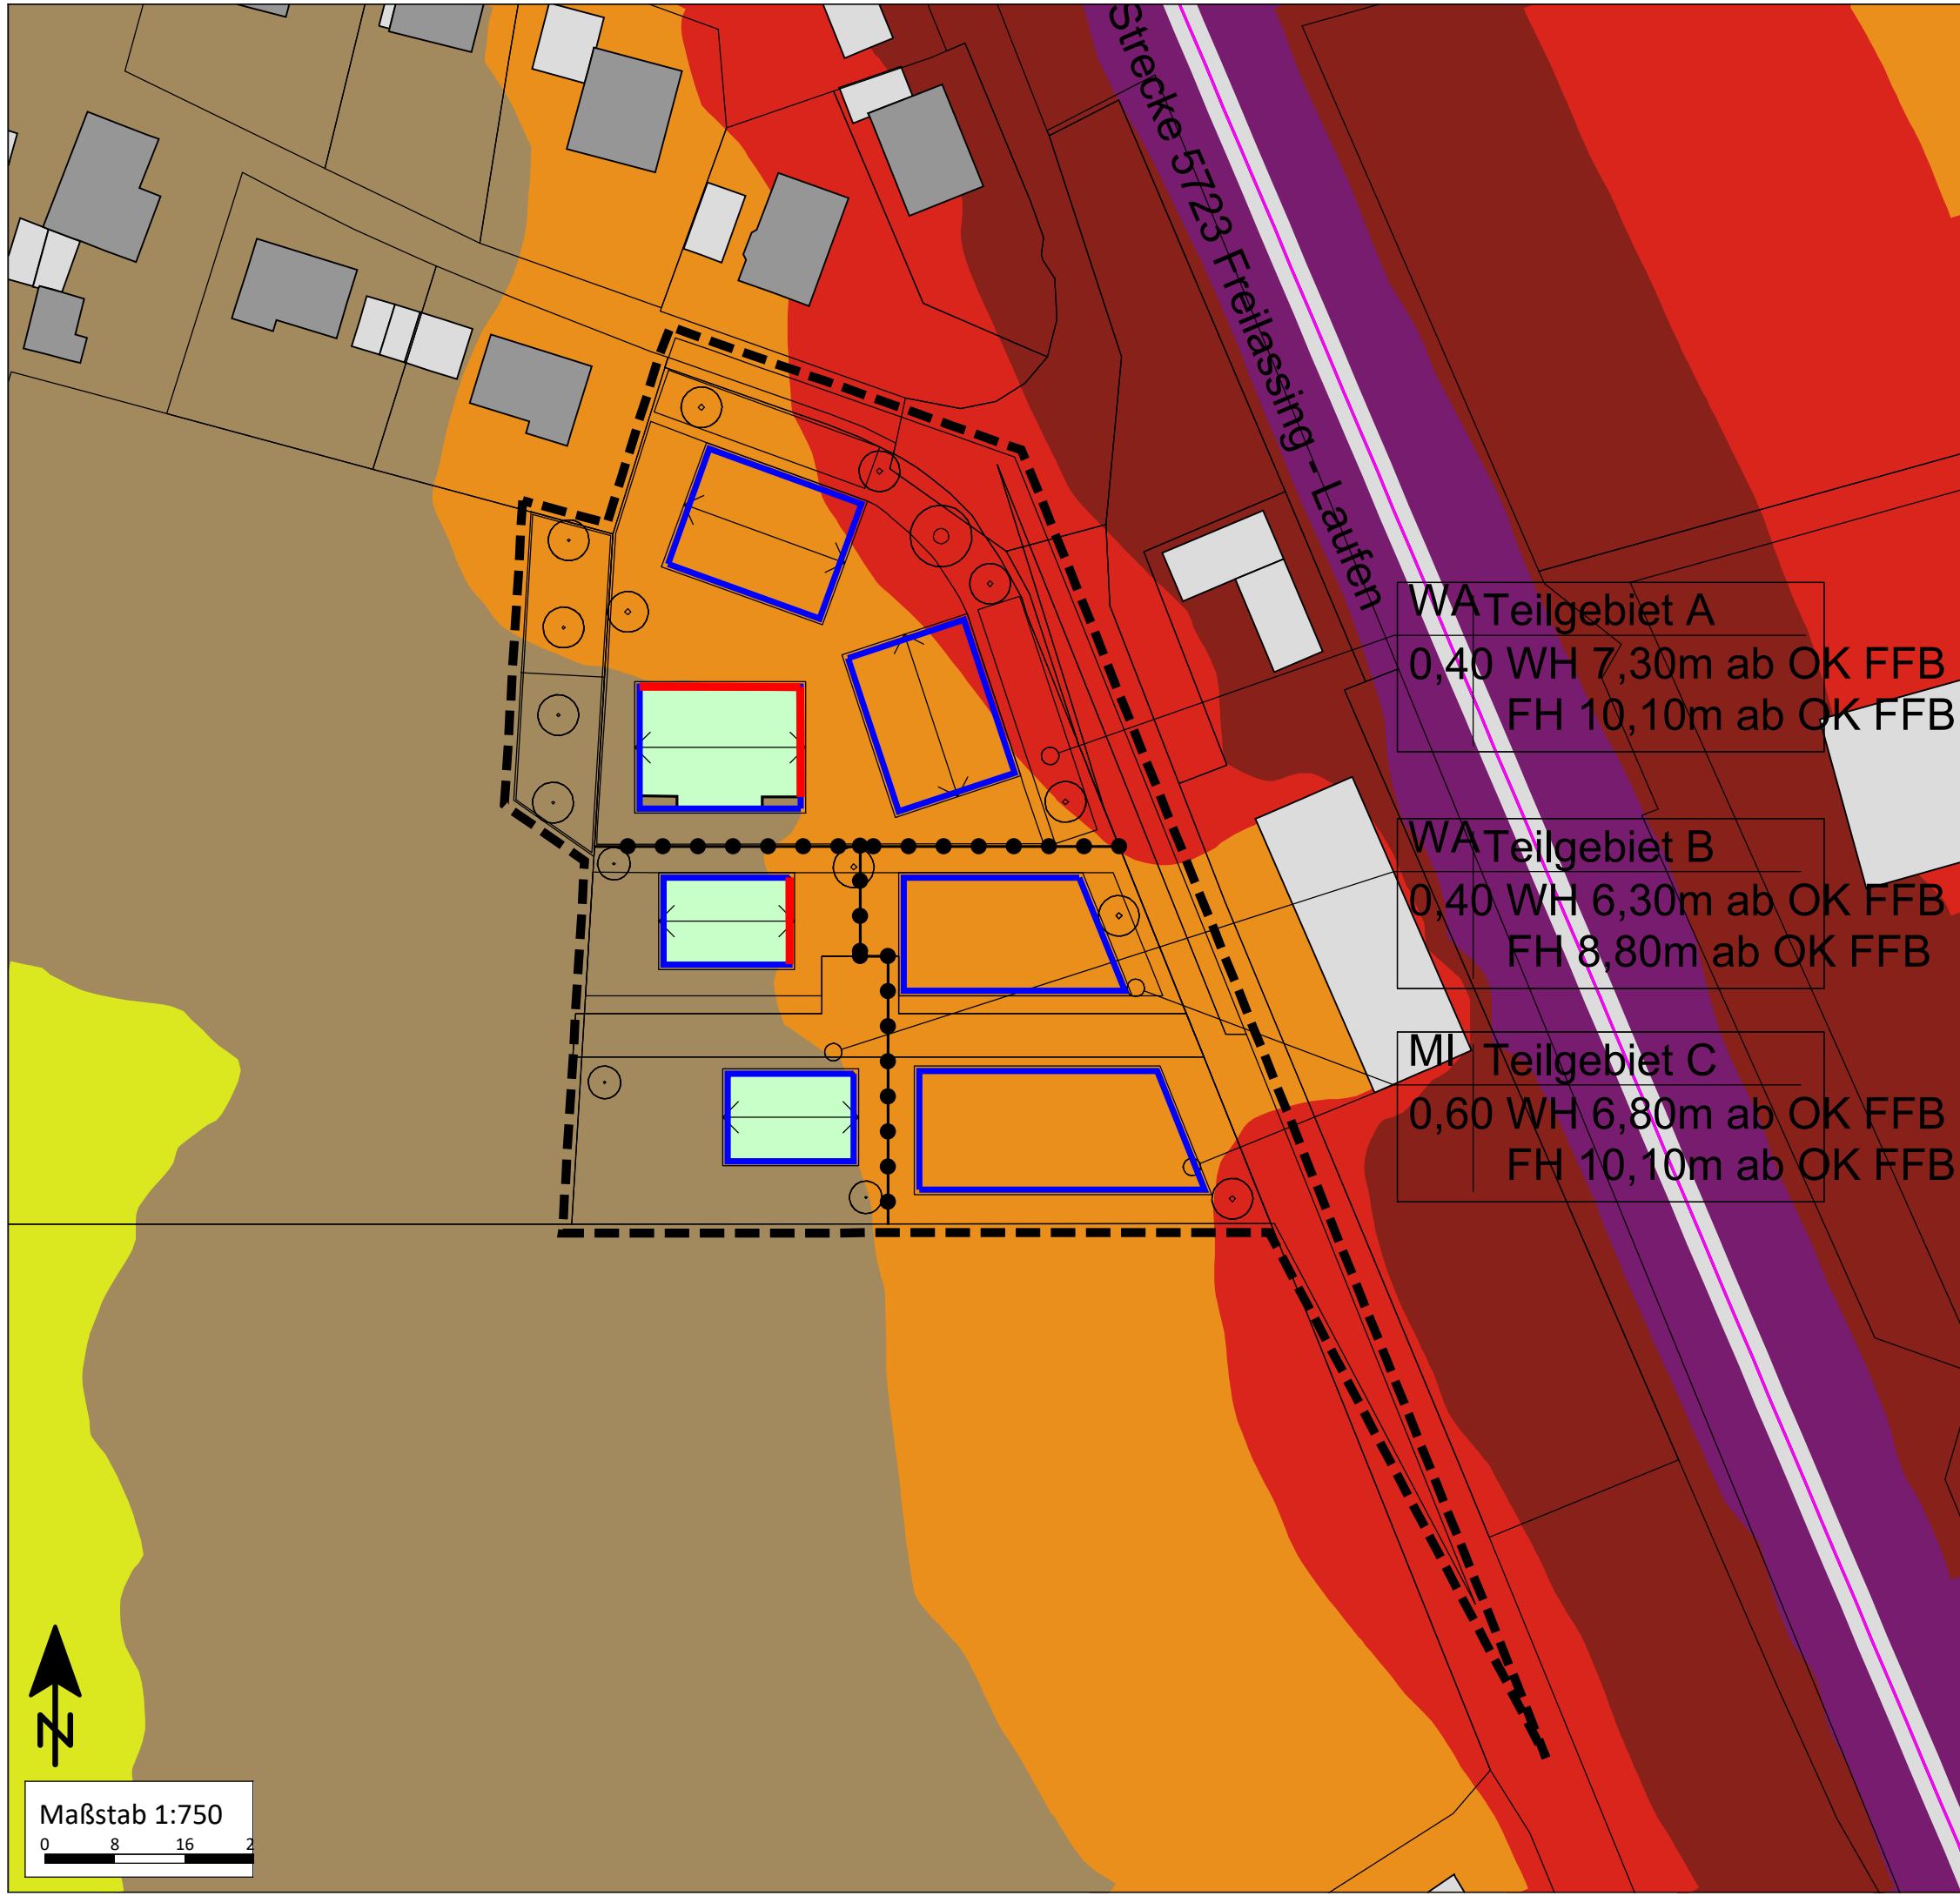 Strecke 5723 Freilassing - Laufen
WA Teilgebiet A
0,40 WH 7,30m ab OK FFB
FH 10,10m ab OK FFB
WA Teilgebiet B
0,40 WH 6,30m ab OK FFB
FH 8,80m ab OK FFB
MI Teilgebiet C
0,60 WH 6,80m ab OK FFB
FH 10,10m ab OK FFB
N
Maßstab 1:750
0 8 16 2